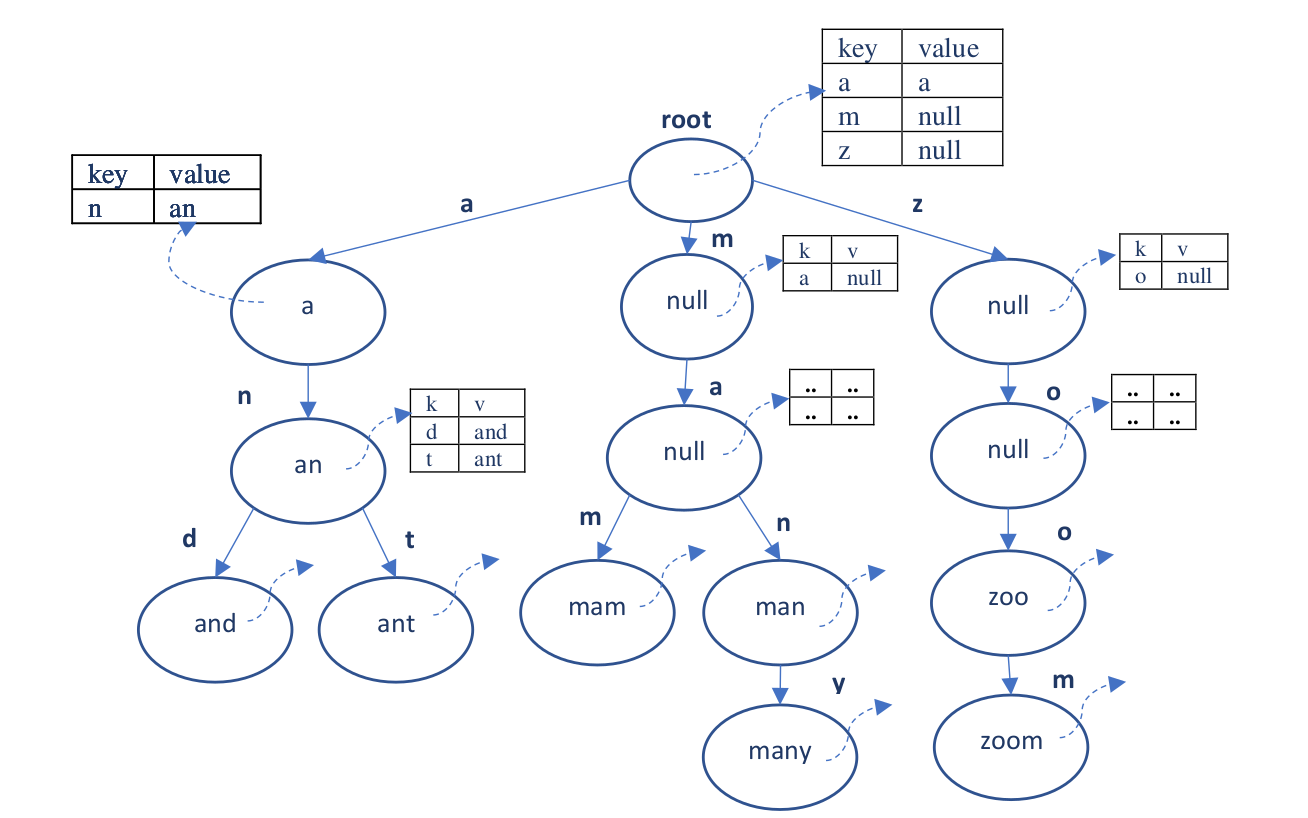 key value
a a
m null
z null
root
key value
n an
a
z
m
k v
a null
k v
o null
a
null
null
n
a
o
k v
d and
t ant
.. ..
.. ..
.. ..
.. ..
an
null
null
d
t
m
n
o
and
ant
mam
man
zoo
y
m
many
zoom